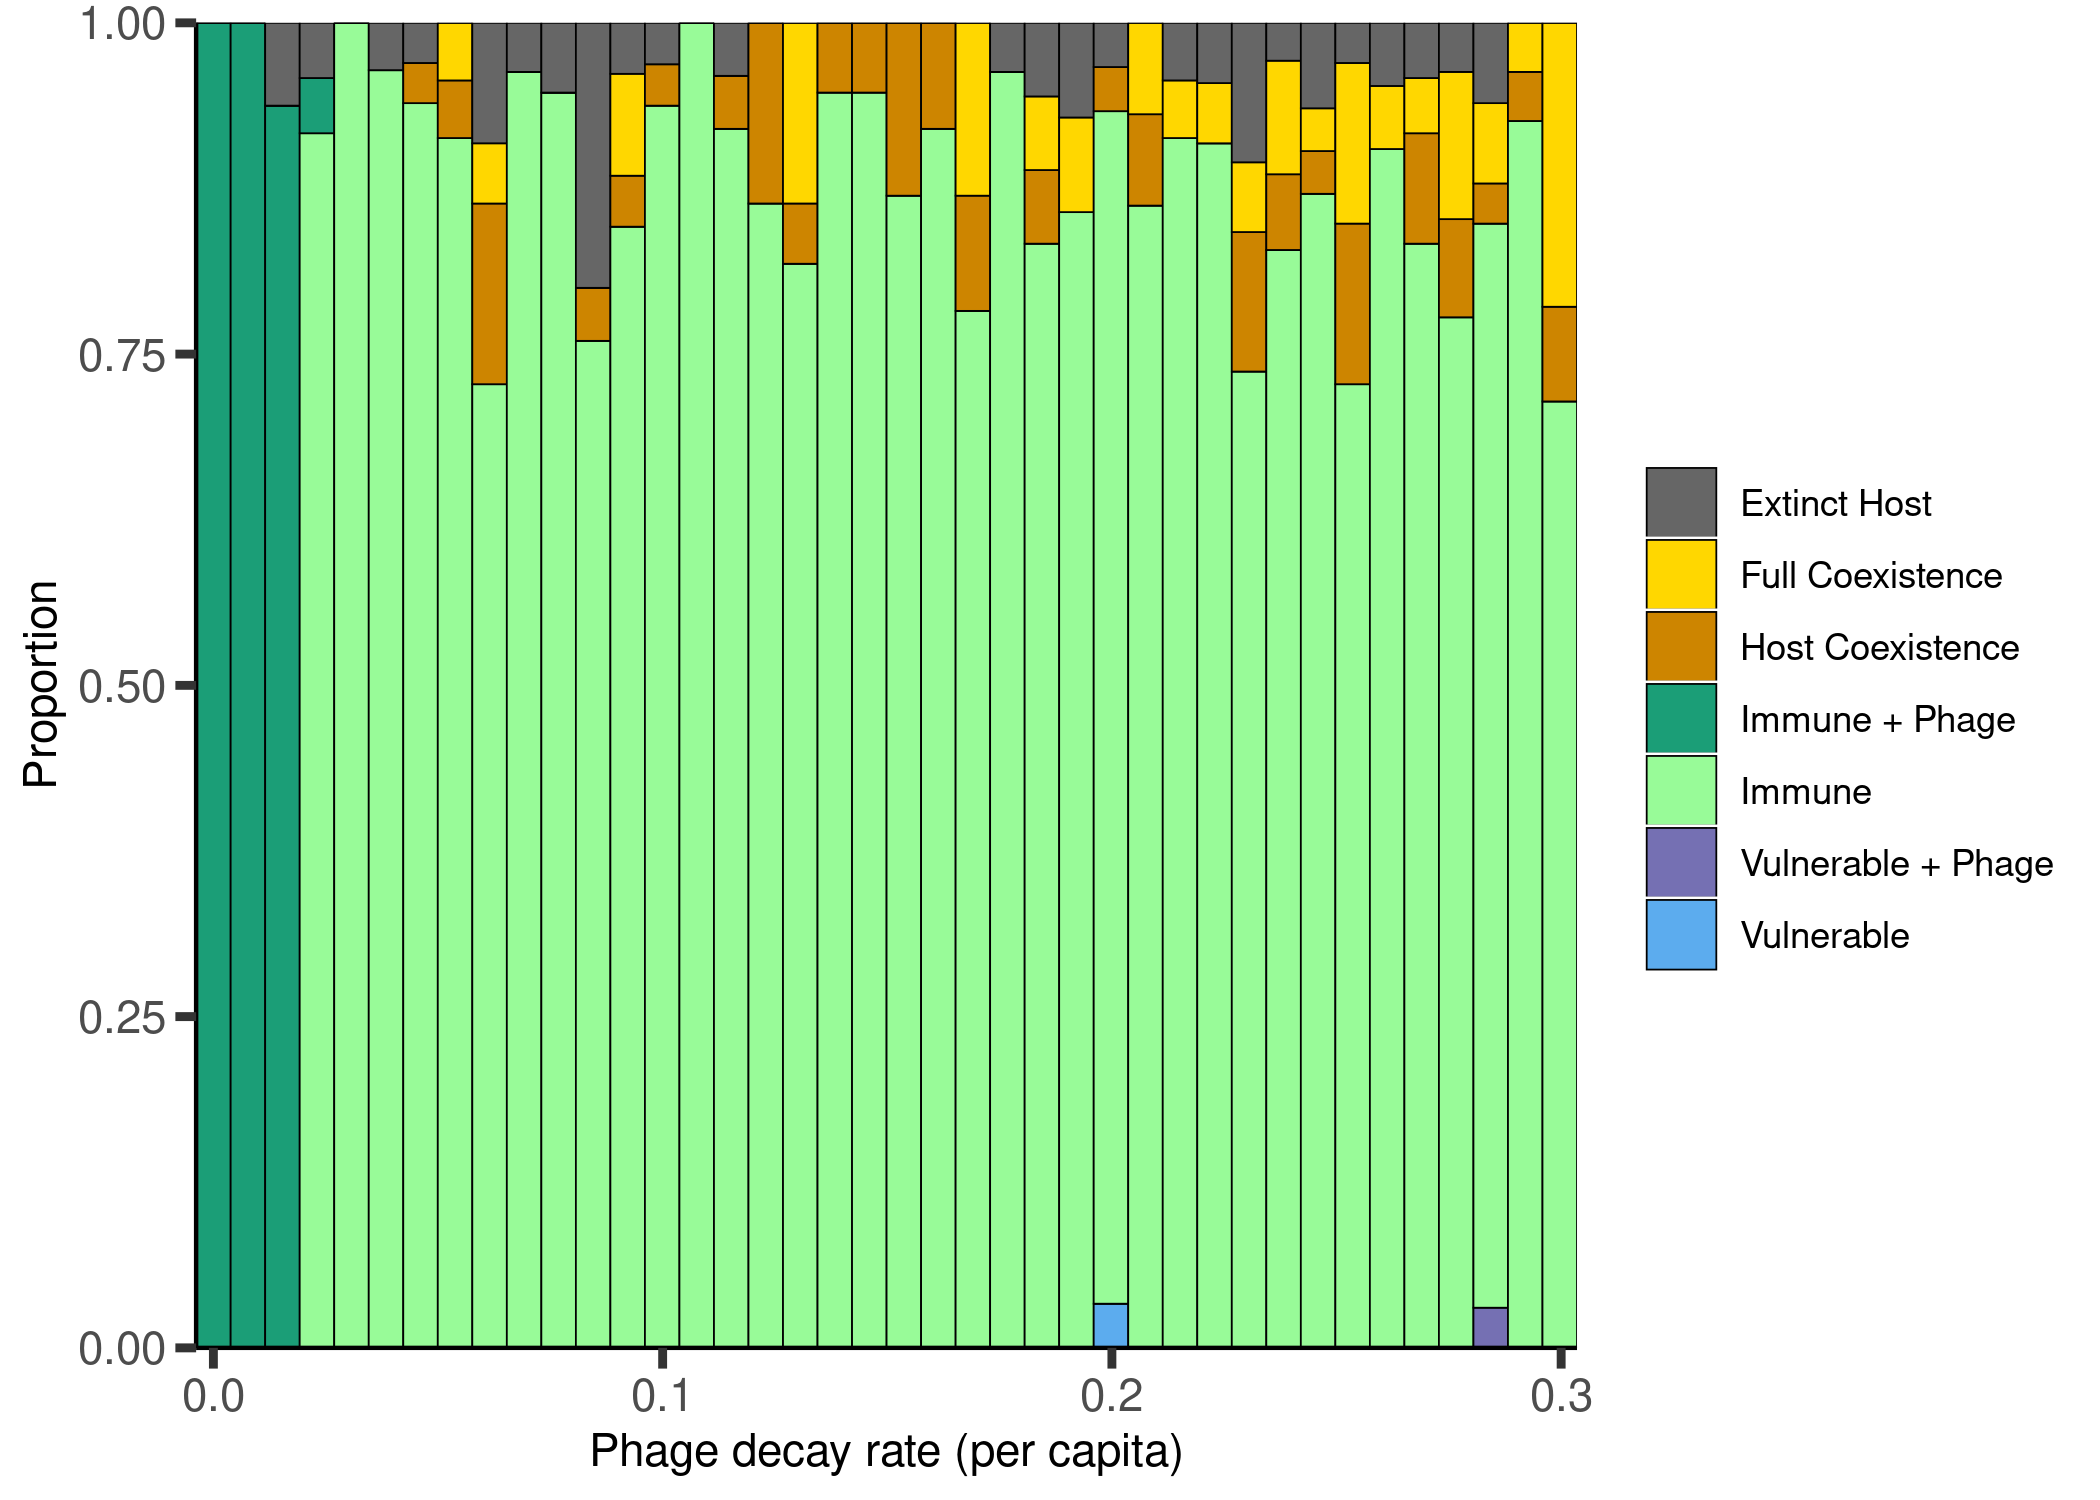 1.00
0.75
0.50
0.25
0.00
Proportion
0.0 0.1 0.2 0.3
Phage decay rate (per capita)
Extinct Host
Full Coexistence
Host Coexistence
Immune + Phage
Immune
Vulnerable + Phage
Vulnerable